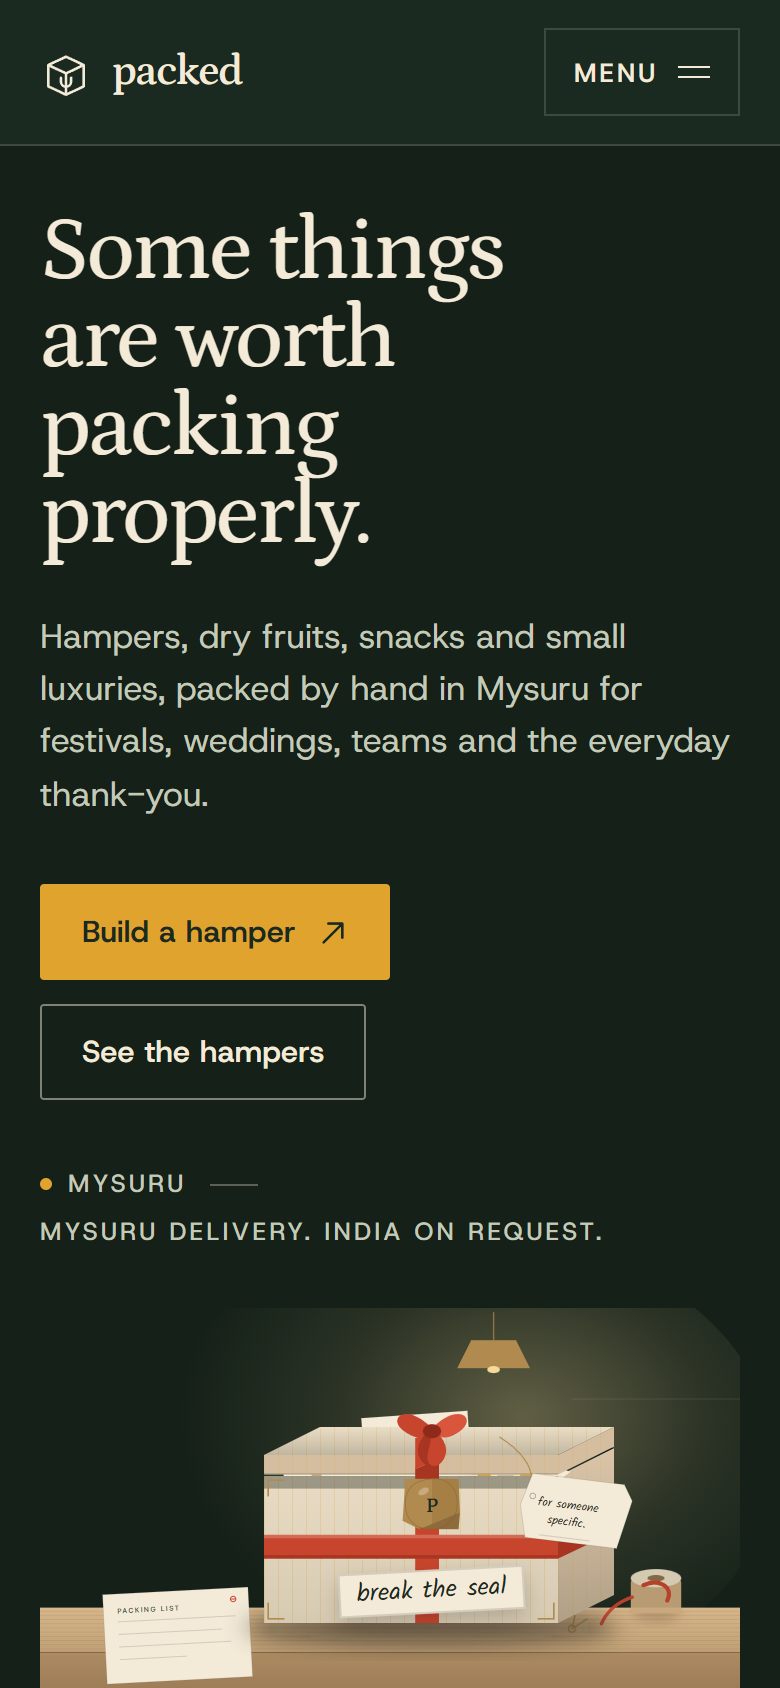 packed
MENU
Some things
are worth
packing
properly.
Hampers, dry fruits, snacks and small
luxuries, packed by hand in Mysuru for
festivals, weddings, teams and the everyday
thank-you.
Build a hamper
See the hampers
MYSURU
MYSURU DELIVERY. INDIA ON REQUEST.
P
for someone
specific.
break the seal
PACKING LIST